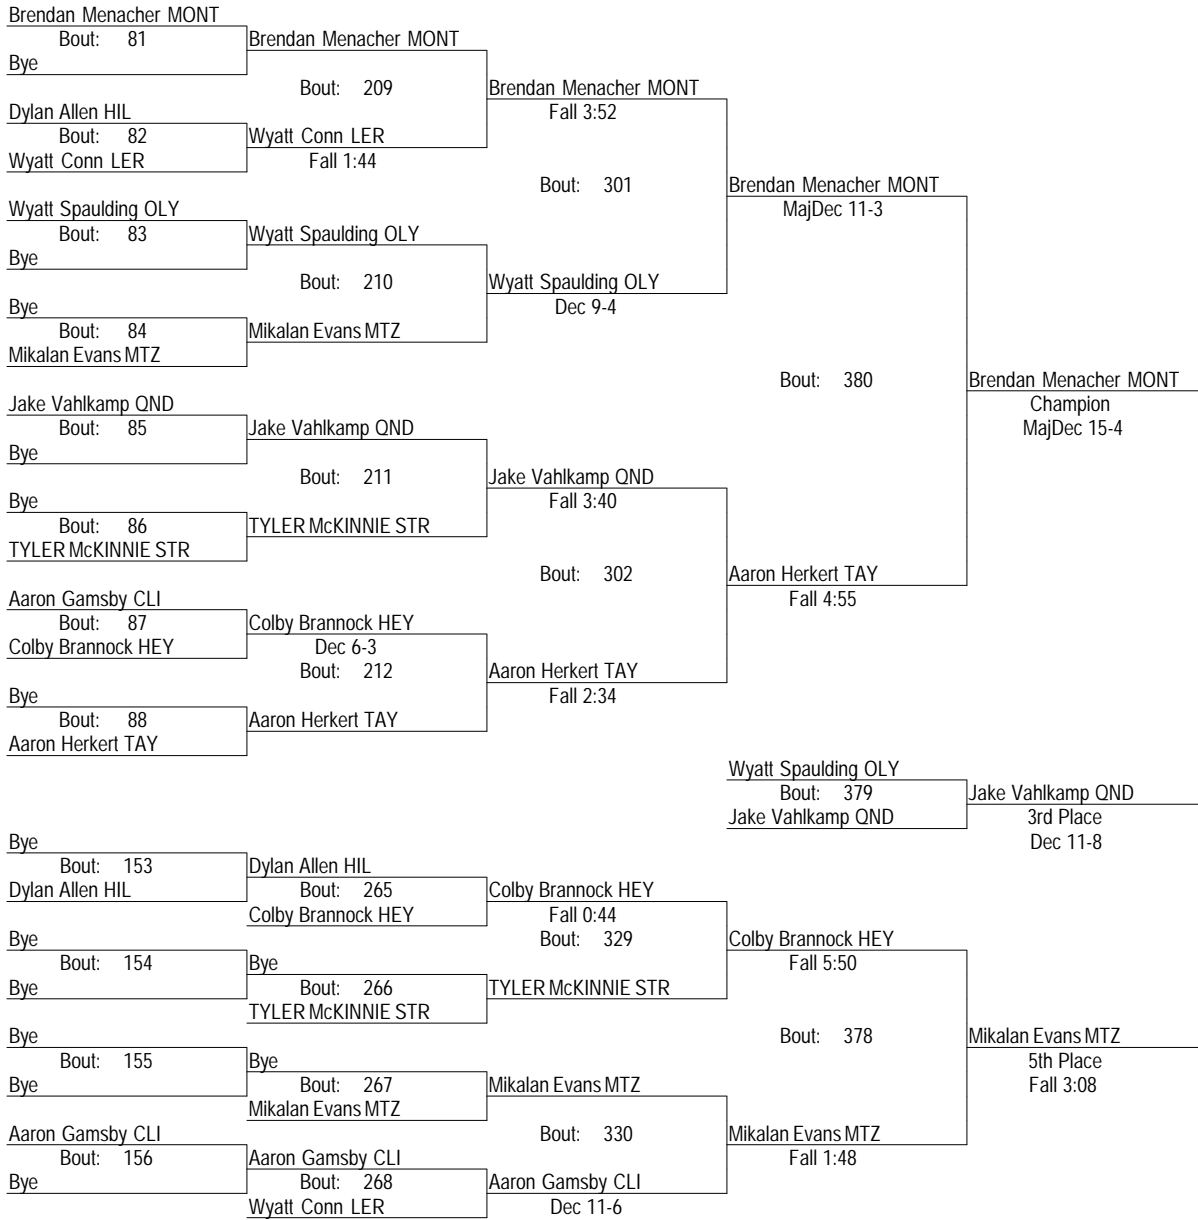 Brendan Menacher MONT
Bout: 81
Brendan Menacher MONT
Bye
Bout: 209
Brendan Menacher MONT
Dylan Allen HIL
Fall 3:52
Bout: 82
Wyatt Conn LER
Wyatt Conn LER
Fall 1:44
Bout: 301
Brendan Menacher MONT
Wyatt Spaulding OLY
MajDec 11-3
Bout: 83
Wyatt Spaulding OLY
Bye
Bout: 210
Wyatt Spaulding OLY
Bye
Dec 9-4
Bout: 84
Mikalan Evans MTZ
Mikalan Evans MTZ
Bout: 380
Brendan Menacher MONT
Jake Vahlkamp QND
Champion
Bout: 85
Jake Vahlkamp QND
MajDec 15-4
Bye
Bout: 211
Jake Vahlkamp QND
Bye
Fall 3:40
Bout: 86
TYLER McKINNIE STR
TYLER McKINNIE STR
Bout: 302
Aaron Herkert TAY
Aaron Gamsby CLI
Fall 4:55
Bout: 87
Colby Brannock HEY
Colby Brannock HEY
Dec 6-3
Bout: 212
Aaron Herkert TAY
Bye
Fall 2:34
Bout: 88
Aaron Herkert TAY
Aaron Herkert TAY
Wyatt Spaulding OLY
Bout: 379
Jake Vahlkamp QND
Jake Vahlkamp QND
3rd Place
Dec 11-8
Bye
Bout: 153
Dylan Allen HIL
Dylan Allen HIL
Bout: 265
Colby Brannock HEY
Colby Brannock HEY
Fall 0:44
Bye
Bout: 329
Colby Brannock HEY
Bout: 154
Bye
Fall 5:50
Bye
Bout: 266
TYLER McKINNIE STR
TYLER McKINNIE STR
Bye
Bout: 378
Mikalan Evans MTZ
Bout: 155
Bye
5th Place
Bye
Bout: 267
Mikalan Evans MTZ
Fall 3:08
Mikalan Evans MTZ
Aaron Gamsby CLI
Bout: 330
Mikalan Evans MTZ
Bout: 156
Aaron Gamsby CLI
Fall 1:48
Bye
Bout: 268
Aaron Gamsby CLI
Wyatt Conn LER
Dec 11-6